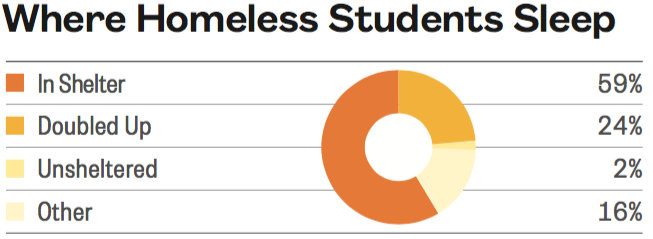 Where Homeless Students Sleep
In Shelter 59%
Doubled Up 24%
Unsheltered 2%
Other 16%